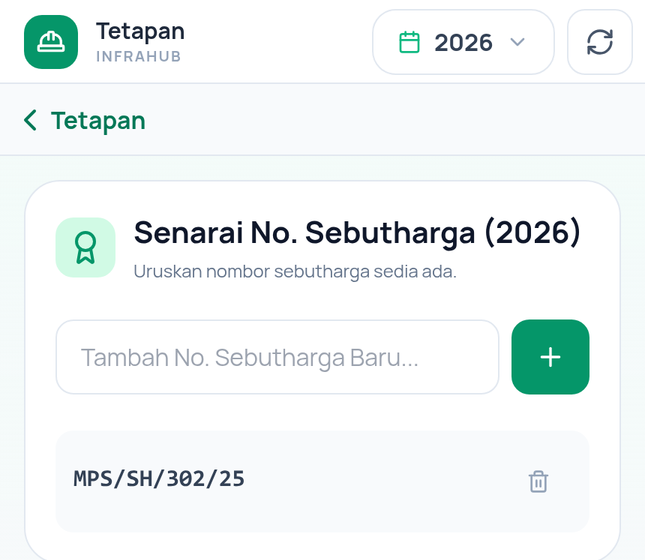 Tetapan
INFRAHUB
2026
Tetapan
Senarai No. Sebutharga (2026)
Uruskan nombor sebutharga sedia ada.
Tambah No. Sebutharga Baru...
MPS/SH/302/25